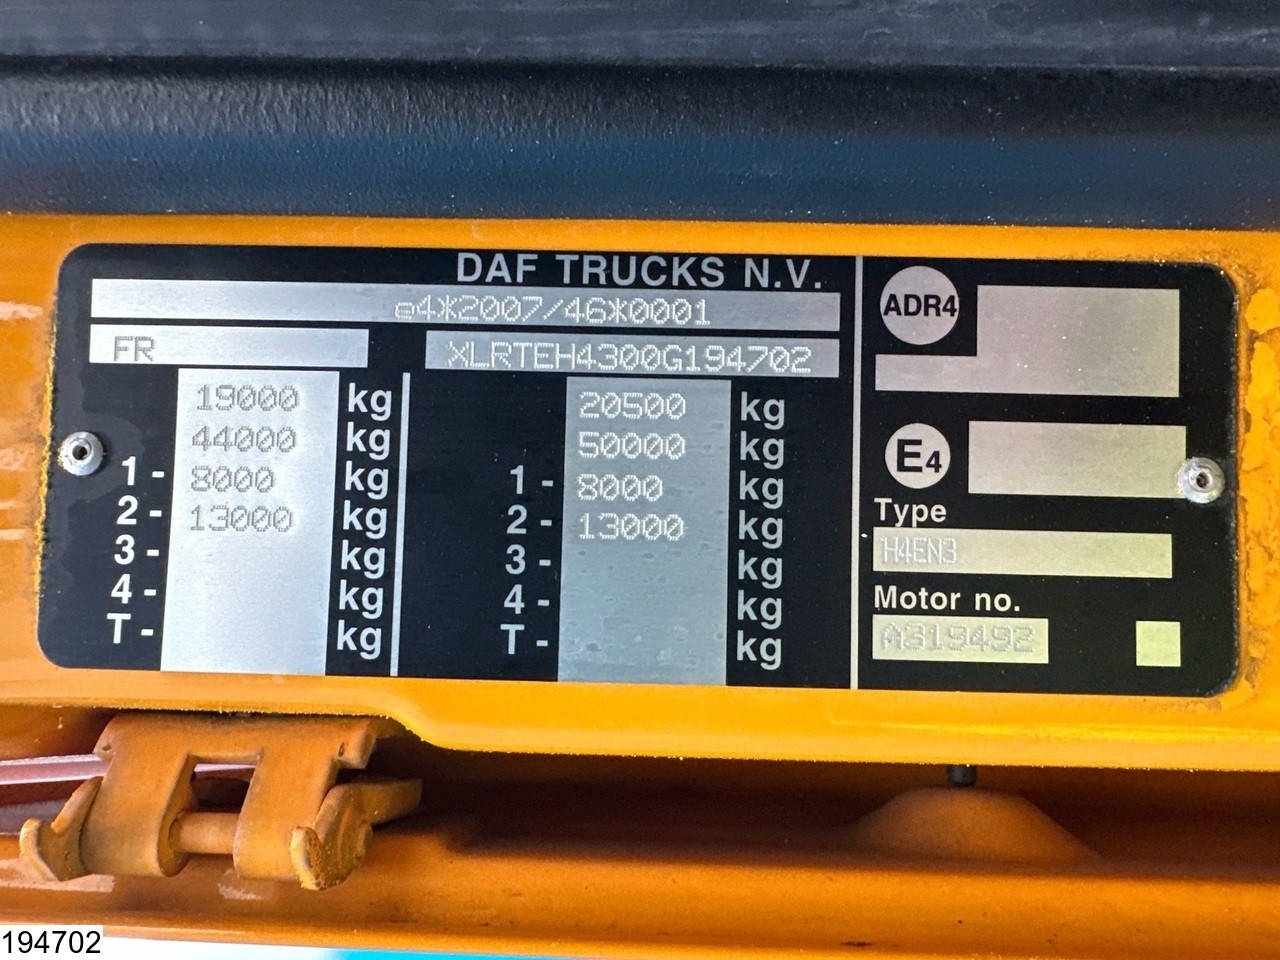 DAF TRUCKS N.V.
e4*2007/46*0001
FR
XLRTEH4300G194702
19000 kg
44000 kg
1- 8000 kg
2- 13000 kg
3- kg
4- kg
T- kg
20500 kg
50000 kg
1- 8000 kg
2- 13000 kg
3- kg
4- kg
T- kg
ADR4
E4
Type
H4EN3
Motor no.
A319492
194702